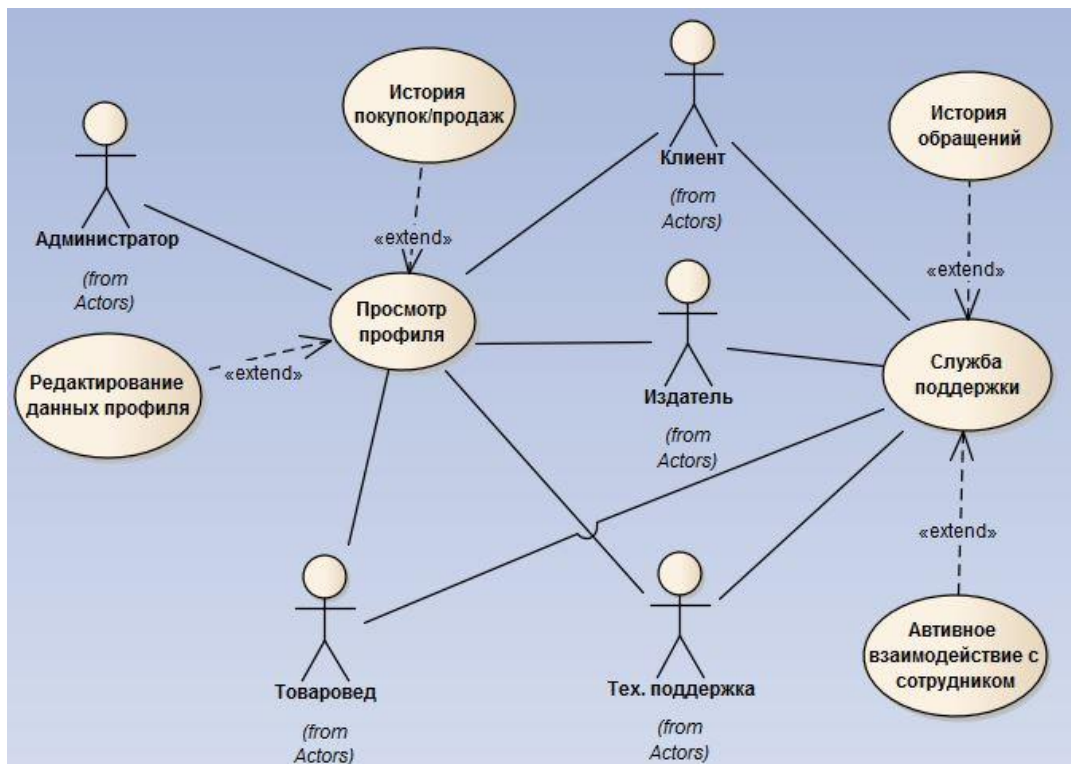 История
покупок/продаж
Клиент
(from
Actors)
История
обращений
Администратор
(from
Actors)
«extend»
«extend»
Просмотр
профиля
Редактирование
данных профиля
«extend»
Издатель
(from
Actors)
Служба
поддержки
«extend»
Товаровед
(from
Actors)
Тех. поддержка
(from
Actors)
Автивное
взаимодействие с
сотрудником